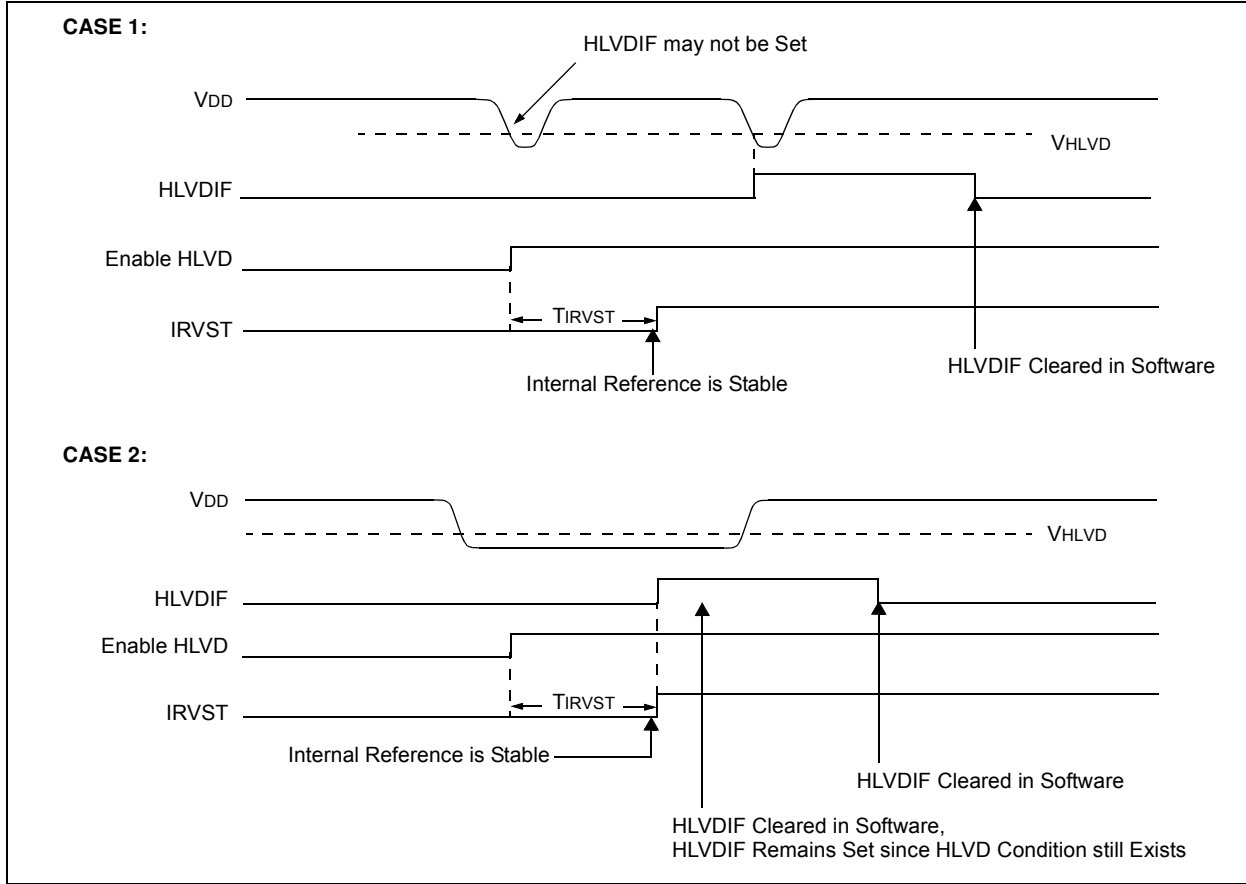 CASE 1:
HLVDIF may not be Set
VDD
VHLVD
HLVDIF
Enable HLVD
TIRVST
IRVST
HLVDIF Cleared in Software
Internal Reference is Stable
CASE 2:
VDD
VHLVD
HLVDIF
Enable HLVD
TIRVST
IRVST
Internal Reference is Stable
HLVDIF Cleared in Software
HLVDIF Cleared in Software,
HLVDIF Remains Set since HLVD Condition still Exists